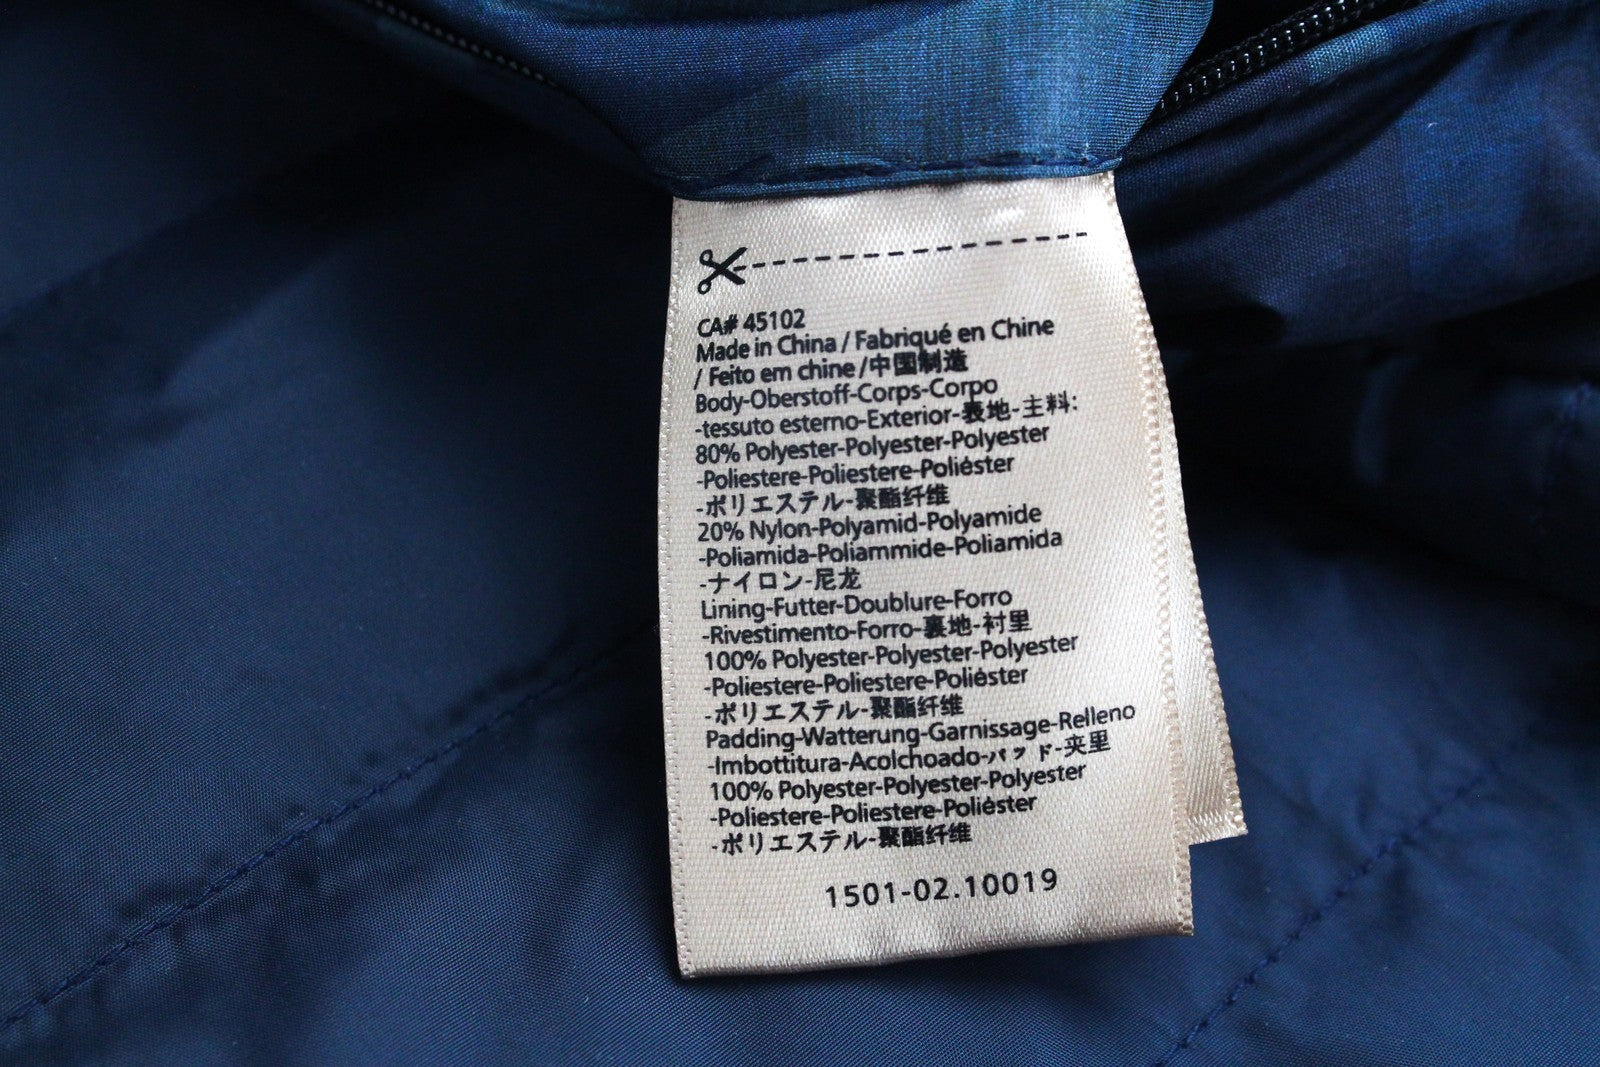 CA# 45102
Made in China / Fabriqué en Chine
/ Feito em chine /中国制造
Body-Oberstoff-Corps-Corpo
-tessuto esterno-Exterior-表地-主料:
80% Polyester-Polyester-Polyester
-Poliestere-Poliestere-Poliéster
-ポリエステル-聚酯纤维
20% Nylon-Polyamid-Polyamide
-Poliamida-Poliammide-Poliamida
-ナイロン-尼龙
Lining-Futter-Doublure-Forro
-Rivestimento-Forro-裏地-衬里
100% Polyester-Polyester-Polyester
-Poliestere-Poliestere-Poliéster
-ポリエステル-聚酯纤维
Padding-Watterung-Garnissage-Relleno
-Imbottitura-Acolchoado-パッド-夹里
100% Polyester-Polyester-Polyester
-Poliestere-Poliestere-Poliéster
-ポリエステル-聚酯纤维
1501-02.10019